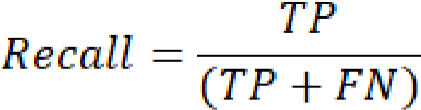 Recall = TP / (TP + FN)